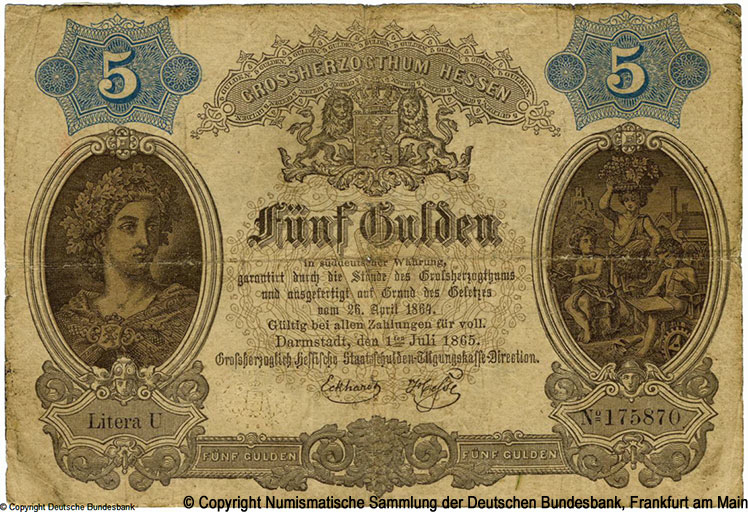 5
5
GROSSHERZOGTHUM HESSEN
Fünf Gulden
in süddeutscher Währung,
garantirt durch die Stände des Großherzogthums
und ausgefertigt auf Grund des Gesetzes
vom 26. April 1864.
Gültig bei allen Zahlungen für voll.
Darmstadt, den 1ten Juli 1865.
Großherzoglich Hessische Staatsschulden-Tilgungskasse-Direction.
Eckhardt
Litera U
No 175870
FÜNF GULDEN
FÜNF GULDEN
© Copyright Deutsche Bundesbank
© Copyright Numismatische Sammlung der Deutschen Bundesbank, Frankfurt am Main